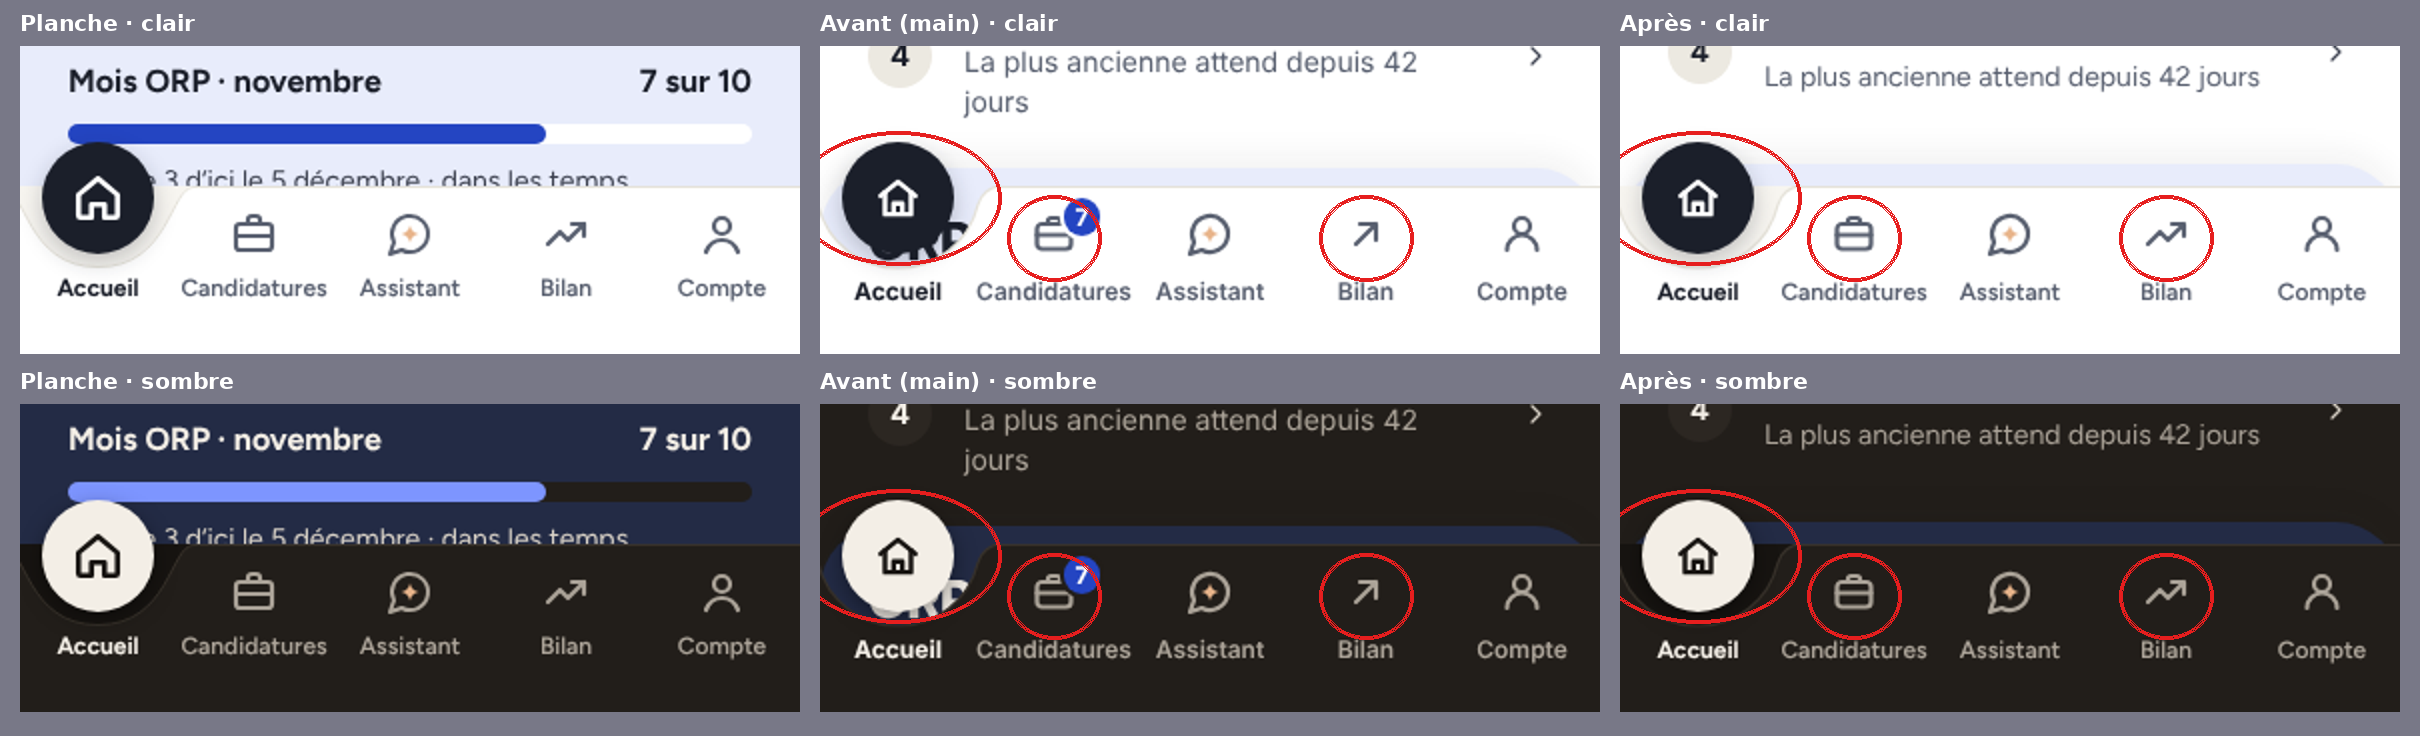 Planche · clair
Mois ORP · novembre 7 sur 10
3 d'ici le 5 décembre · dans les temps
Accueil Candidatures Assistant Bilan Compte
Avant (main) · clair
4 La plus ancienne attend depuis 42
jours
7
Accueil Candidatures Assistant Bilan Compte
Après · clair
4
La plus ancienne attend depuis 42 jours
Accueil Candidatures Assistant Bilan Compte
Planche · sombre
Mois ORP · novembre 7 sur 10
3 d'ici le 5 décembre · dans les temps
Accueil Candidatures Assistant Bilan Compte
Avant (main) · sombre
4 La plus ancienne attend depuis 42
jours
7
Accueil Candidatures Assistant Bilan Compte
Après · sombre
4
La plus ancienne attend depuis 42 jours
Accueil Candidatures Assistant Bilan Compte